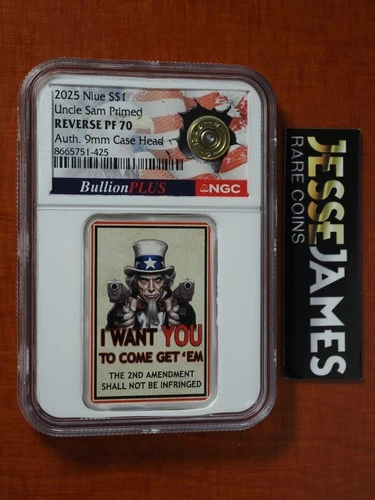 2025 Niue S$1
Uncle Sam Primed
REVERSE PF 70
Auth. 9mm Case Head
8665751-425
BullionPLUS
NGC
I WANT YOU
TO COME GET 'EM
THE 2ND AMENDMENT
SHALL NOT BE INFRINGED
JESSE JAMES
RARE COINS